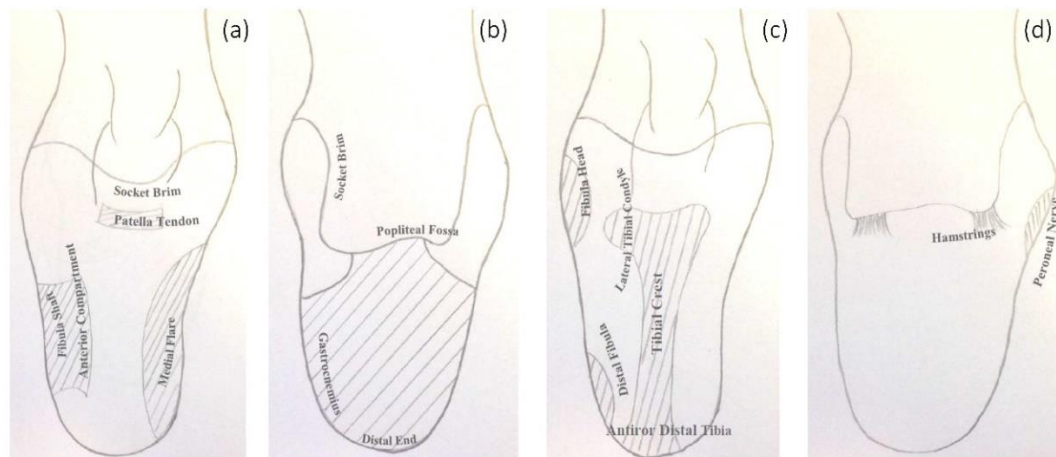 (a)
Socket Brim
Patella Tendon
Fibula Shaft
Anterior Compartment
Medial Flare
(b)
Socket Brim
Popliteal Fossa
Gastrocnemius
Distal End
(c)
Fibula Head
Lateral Tibial Condyle
Tibial Crest
Distal Fibula
Antiror Distal Tibia
(d)
Hamstrings
Peroneal Nerve